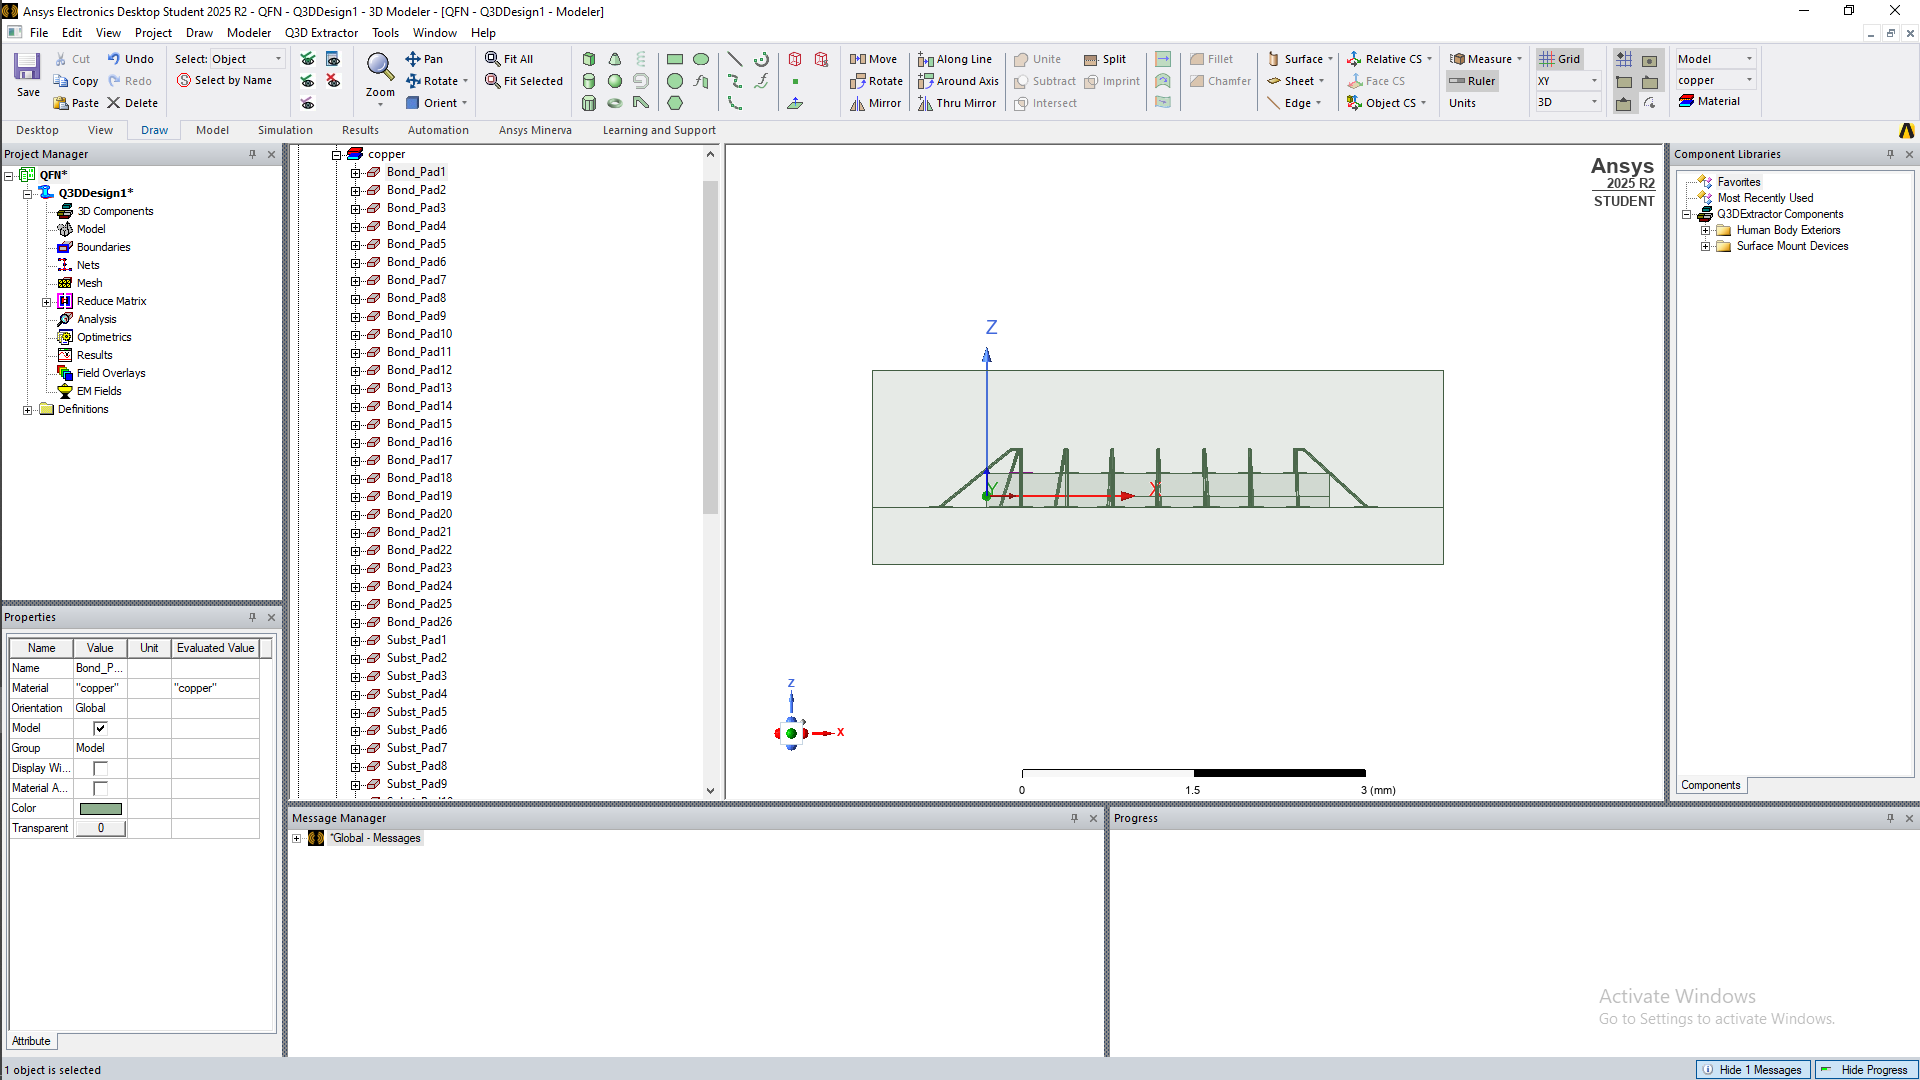 Ansys Electronics Desktop Student 2025 R2 - QFN - Q3DDesign1 - 3D Modeler - [QFN - Q3DDesign1 - Modeler]
File Edit View Project Draw Modeler Q3D Extractor Tools Window Help
Save
Cut
Copy
Paste
Undo
Redo
Delete
Select: Object
Select by Name
Zoom
Pan
Rotate
Orient
Fit All
Fit Selected
Move
Rotate
Mirror
Along Line
Around Axis
Thru Mirror
Unite
Subtract
Intersect
Split
Imprint
Fillet
Chamfer
Surface
Sheet
Edge
Relative CS
Face CS
Object CS
Measure
Ruler
Units
Grid
XY
3D
Model
copper
Material
Desktop View Draw Model Simulation Results Automation Ansys Minerva Learning and Support
Project Manager
QFN*
Q3DDesign1*
3D Components
Model
Boundaries
Nets
Mesh
Reduce Matrix
Analysis
Optimetrics
Results
Field Overlays
EM Fields
Definitions
Properties
Name Value Unit Evaluated Value
Name Bond_P...
Material "copper" "copper"
Orientation Global
Model
Group Model
Display Wi...
Material A...
Color
Transparent 0
Attribute
copper
Bond_Pad1
Bond_Pad2
Bond_Pad3
Bond_Pad4
Bond_Pad5
Bond_Pad6
Bond_Pad7
Bond_Pad8
Bond_Pad9
Bond_Pad10
Bond_Pad11
Bond_Pad12
Bond_Pad13
Bond_Pad14
Bond_Pad15
Bond_Pad16
Bond_Pad17
Bond_Pad18
Bond_Pad19
Bond_Pad20
Bond_Pad21
Bond_Pad22
Bond_Pad23
Bond_Pad24
Bond_Pad25
Bond_Pad26
Subst_Pad1
Subst_Pad2
Subst_Pad3
Subst_Pad4
Subst_Pad5
Subst_Pad6
Subst_Pad7
Subst_Pad8
Subst_Pad9
Ansys
2025 R2
STUDENT
Z
Y
X
Z
X
0 1.5 3 (mm)
Component Libraries
Favorites
Most Recently Used
Q3DExtractor Components
Human Body Exteriors
Surface Mount Devices
Components
Message Manager
*Global - Messages
Progress
Activate Windows
Go to Settings to activate Windows.
1 object is selected
Hide 1 Messages
Hide Progress